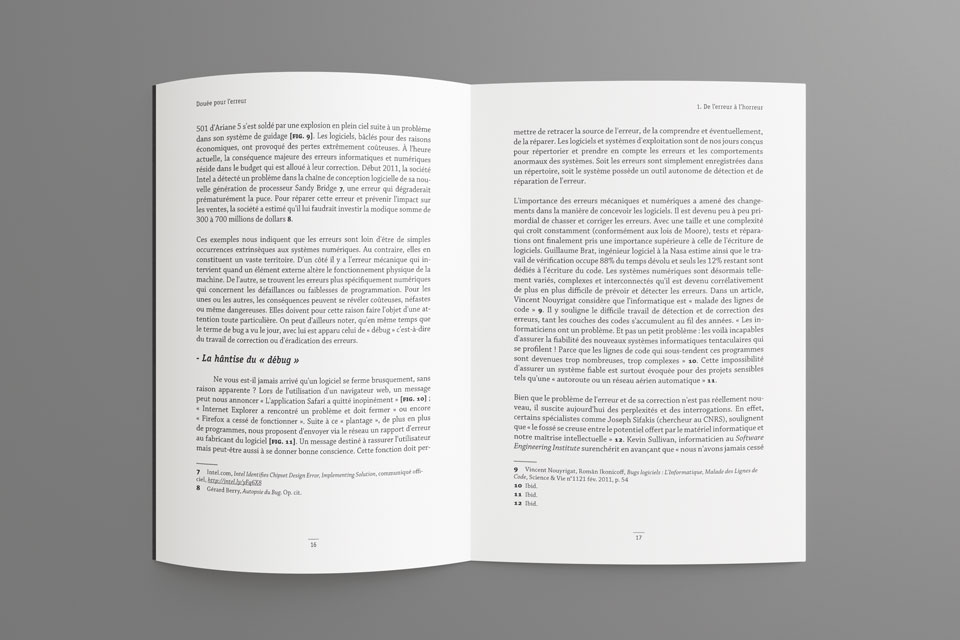 Douée pour l'erreur
501 d'Ariane 5 s'est soldé par une explosion en plein ciel suite à un problème
dans son système de guidage [FIG. 9]. Les logiciels, bâclés pour des raisons
économiques, ont provoqué des pertes extrêmement coûteuses. À l'heure
actuelle, la conséquence majeure des erreurs informatiques et numériques
réside dans le budget qui est alloué à leur correction. Début 2011, la société
Intel a détecté un problème dans la chaîne de conception logicielle de sa nou-
velle génération de processeur Sandy Bridge 7, une erreur qui dégraderait
prématurément la puce. Pour réparer cette erreur et prévenir l'impact sur
les ventes, la société a estimé qu'il lui faudrait investir la modique somme de
300 à 700 millions de dollars 8.
Ces exemples nous indiquent que les erreurs sont loin d'être de simples
occurrences extrinsèques aux systèmes numériques. Au contraire, elles en
constituent un vaste territoire. D'un côté il y a l'erreur mécanique qui in-
tervient quand un élément externe altère le fonctionnement physique de la
machine. De l'autre, se trouvent les erreurs plus spécifiquement numériques
qui concernent les défaillances ou faiblesses de programmation. Pour les
unes ou les autres, les conséquences peuvent se révéler coûteuses, néfastes
ou même dangereuses. Elles doivent pour cette raison faire l'objet d'une at-
tention toute particulière. On peut d'ailleurs noter, qu'en même temps que
le terme de bug a vu le jour, avec lui est apparu celui de « débug » c'est-à-dire
du travail de correction ou d'éradication des erreurs.
- La hântise du « débug »
Ne vous est-il jamais arrivé qu'un logiciel se ferme brusquement, sans
raison apparente ? Lors de l'utilisation d'un navigateur web, un message
peut nous annoncer « L'application Safari a quitté inopinément » [FIG. 10] ;
« Internet Explorer a rencontré un problème et doit fermer » ou encore
« Firefox a cessé de fonctionner ». Suite à ce « plantage », de plus en plus
de programmes, nous proposent d'envoyer via le réseau un rapport d'erreur
au fabricant du logiciel [FIG. 11]. Un message destiné à rassurer l'utilisateur
mais peut-être aussi à se donner bonne conscience. Cette fonction doit per-
7 Intel.com, Intel Identifies Chipset Design Error, Implementing Solution, communiqué offi-
ciel, http://intel.ly/yEq6X8
8 Gérard Berry, Autopsie du Bug. Op. cit.
16
1. De l'erreur à l'horreur
mettre de retracer la source de l'erreur, de la comprendre et éventuellement,
de la réparer. Les logiciels et systèmes d'exploitation sont de nos jours conçus
pour répertorier et prendre en compte les erreurs et les comportements
anormaux des systèmes. Soit les erreurs sont simplement enregistrées dans
un répertoire, soit le système possède un outil autonome de détection et de
réparation de l'erreur.
L'importance des erreurs mécaniques et numériques a amené des change-
ments dans la manière de concevoir les logiciels. Il est devenu peu à peu pri-
mordial de chasser et corriger les erreurs. Avec une taille et une complexité
qui croît constamment (conformément aux lois de Moore), tests et répara-
tions ont finalement pris une importance supérieure à celle de l'écriture de
logiciels. Guillaume Brat, ingénieur logiciel à la Nasa estime ainsi que le tra-
vail de vérification occupe 88% du temps dévolu et seuls les 12% restant sont
dédiés à l'écriture du code. Les systèmes numériques sont désormais telle-
ment variés, complexes et interconnectés qu'il est devenu corrélativement
de plus en plus difficile de prévoir et détecter les erreurs. Dans un article,
Vincent Nouyrigat considère que l'informatique est « malade des lignes de
code » 9. Il y souligne le difficile travail de détection et de correction des
erreurs, tant les couches des codes s'accumulent au fil des années. « Les in-
formaticiens ont un problème. Et pas un petit problème : les voilà incapables
d'assurer la fiabilité des nouveaux systèmes informatiques tentaculaires qui
se profilent ! Parce que les lignes de code qui sous-tendent ces programmes
sont devenues trop nombreuses, trop complexes » 10. Cette impossibilité
d'assurer un système fiable est surtout évoquée pour des projets sensibles
tels qu'une « autoroute ou un réseau aérien automatique » 11.
Bien que le problème de l'erreur et de sa correction n'est pas réellement nou-
veau, il suscite aujourd'hui des perplexités et des interrogations. En effet,
certains spécialistes comme Joseph Sifakis (chercheur au CNRS), soulignent
que « le fossé se creuse entre le potentiel offert par le matériel informatique et
notre maîtrise intellectuelle » 12. Kevin Sullivan, informaticien au Software
Engineering Institute surenchérit en avançant que « nous n'avons jamais cessé
9 Vincent Nouyrigat, Román Ikonicoff, Bugs logiciels : L'Informatique, Malade des Lignes de
Code, Science & Vie n°1121 fév. 2011, p. 54
10 Ibid.
11 Ibid.
12 Ibid.
17